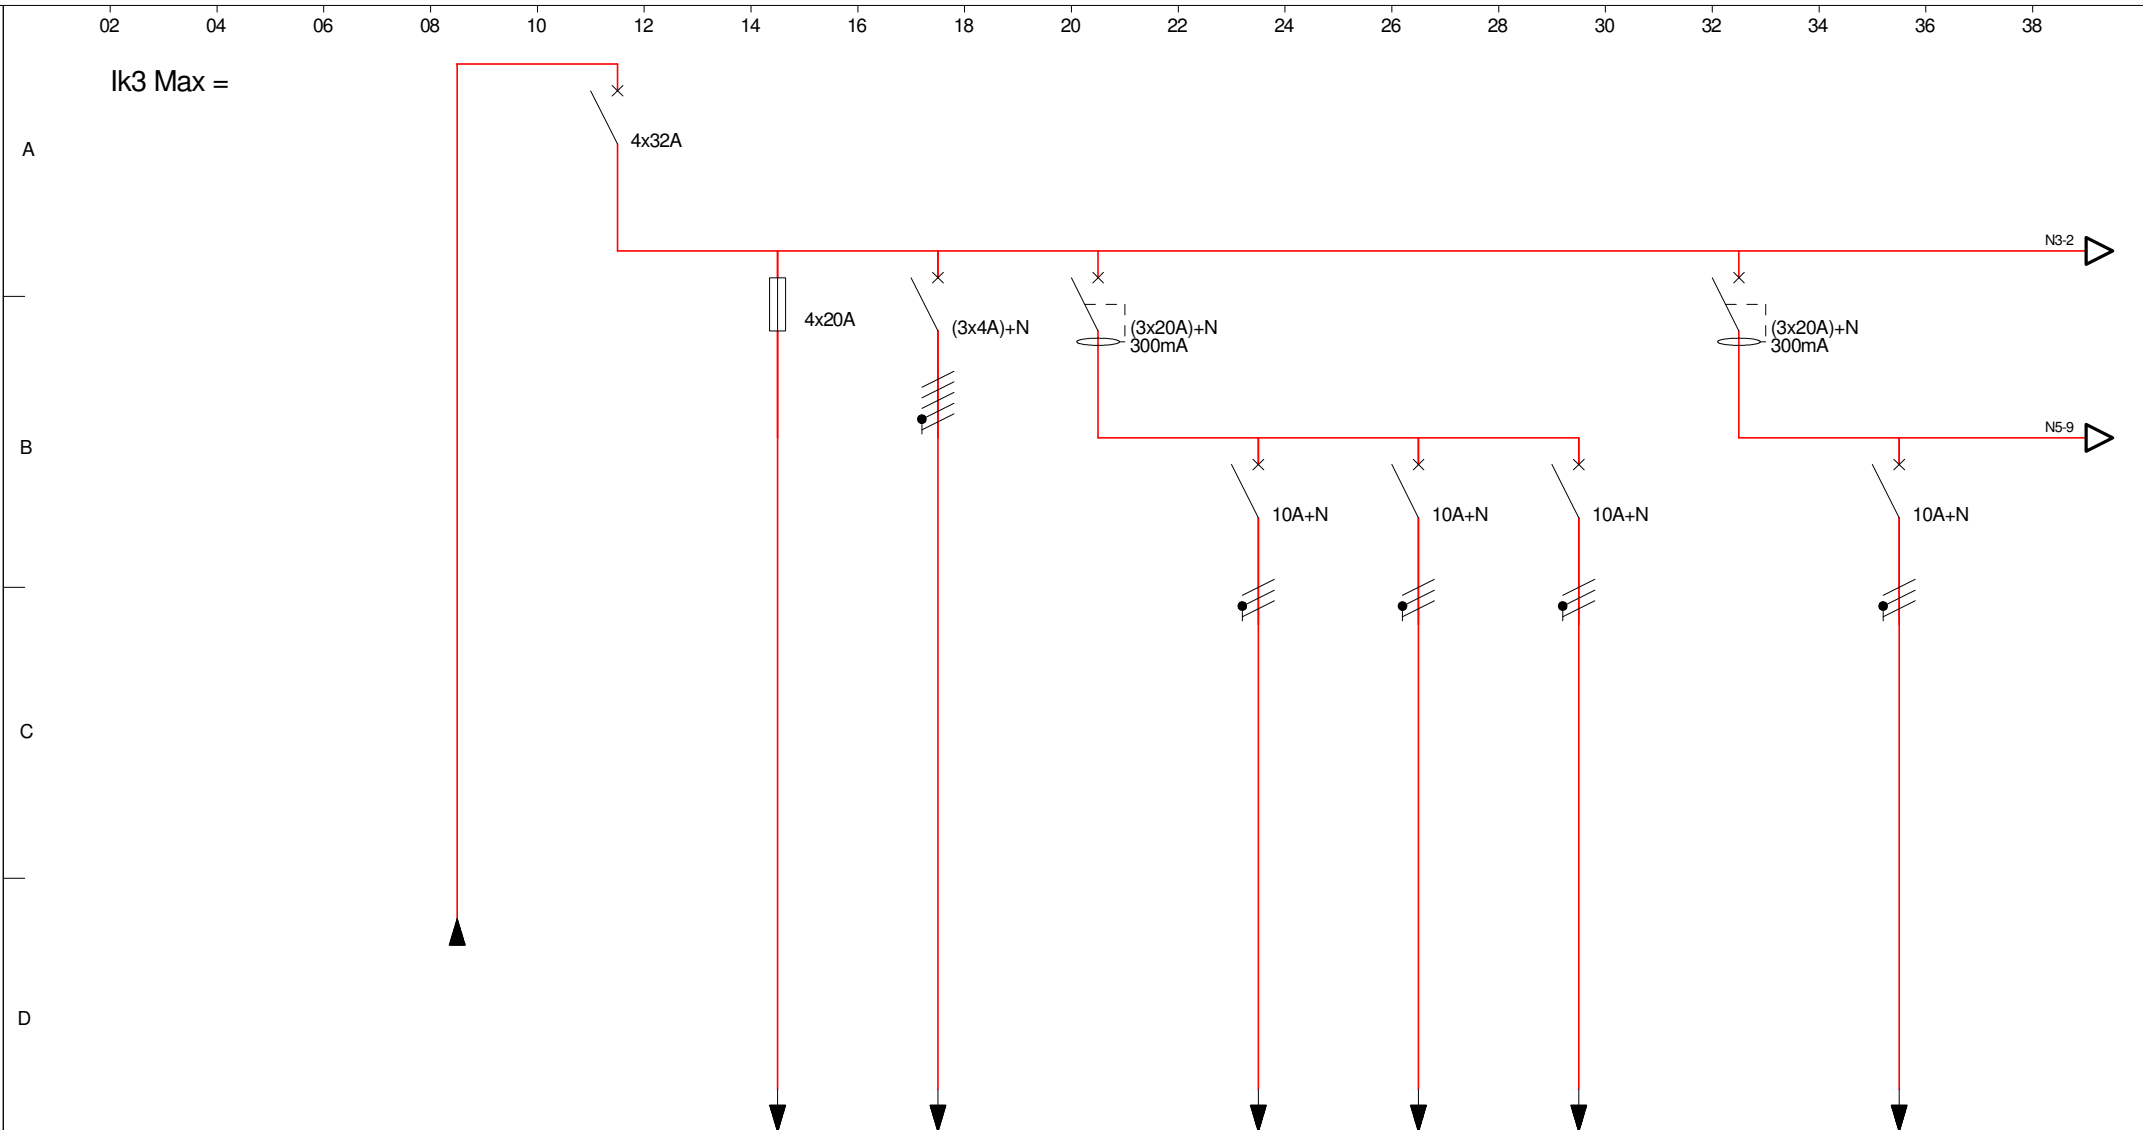 02 04 06 08 10 12 14 16 18 20 22 24 26 28 30 32 34 36 38
Ik3 Max =
A
4x32A
N3-2
4x20A
(3x4A)+N
(3x20A)+N
300mA
(3x20A)+N
300mA
N5-9
B
10A+N
10A+N
10A+N
10A+N
C
D